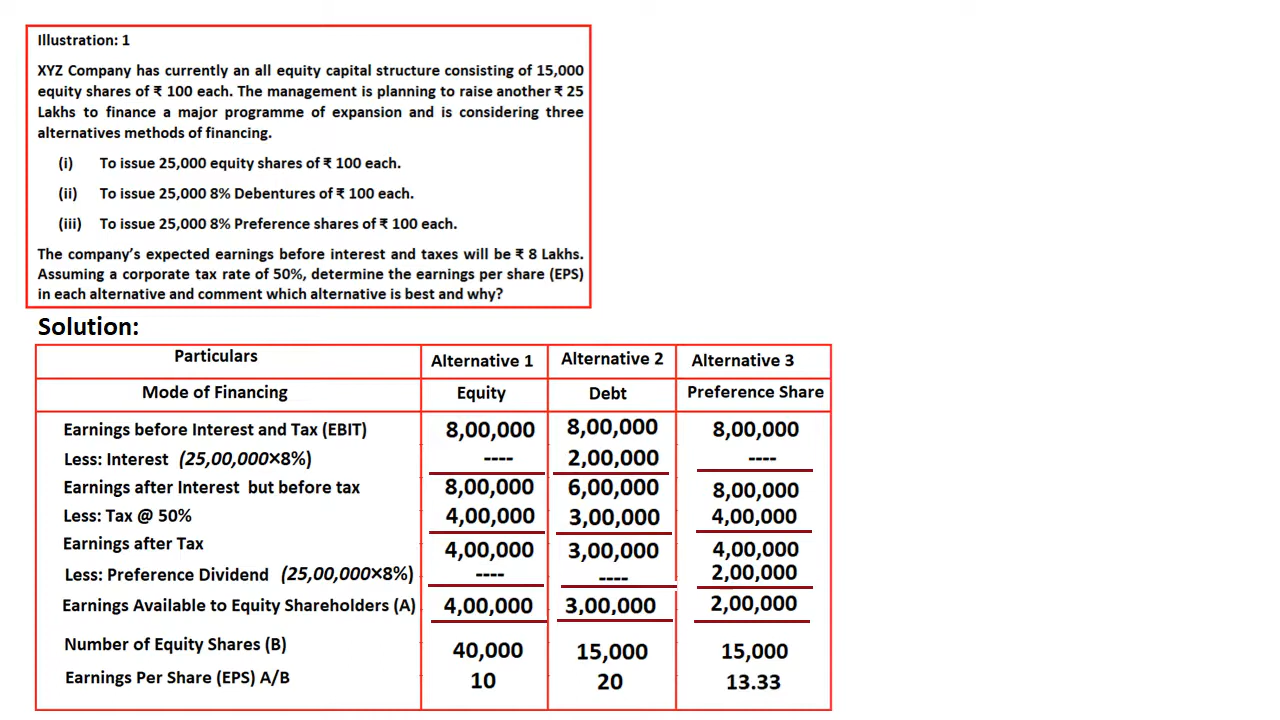 Illustration: 1
XYZ Company has currently an all equity capital structure consisting of 15,000
equity shares of ₹ 100 each. The management is planning to raise another ₹ 25
Lakhs to finance a major programme of expansion and is considering three
alternatives methods of financing.
(i) To issue 25,000 equity shares of ₹ 100 each.
(ii) To issue 25,000 8% Debentures of ₹ 100 each.
(iii) To issue 25,000 8% Preference shares of ₹ 100 each.
The company's expected earnings before interest and taxes will be ₹ 8 Lakhs.
Assuming a corporate tax rate of 50%, determine the earnings per share (EPS)
in each alternative and comment which alternative is best and why?
Solution:
Particulars Alternative 1 Alternative 2 Alternative 3
Mode of Financing Equity Debt Preference Share
Earnings before Interest and Tax (EBIT) 8,00,000 8,00,000 8,00,000
Less: Interest (25,00,000×8%) ---- 2,00,000 ----
Earnings after Interest but before tax 8,00,000 6,00,000 8,00,000
Less: Tax @ 50% 4,00,000 3,00,000 4,00,000
Earnings after Tax 4,00,000 3,00,000 4,00,000
Less: Preference Dividend (25,00,000×8%) ---- ---- 2,00,000
Earnings Available to Equity Shareholders (A) 4,00,000 3,00,000 2,00,000
Number of Equity Shares (B) 40,000 15,000 15,000
Earnings Per Share (EPS) A/B 10 20 13.33